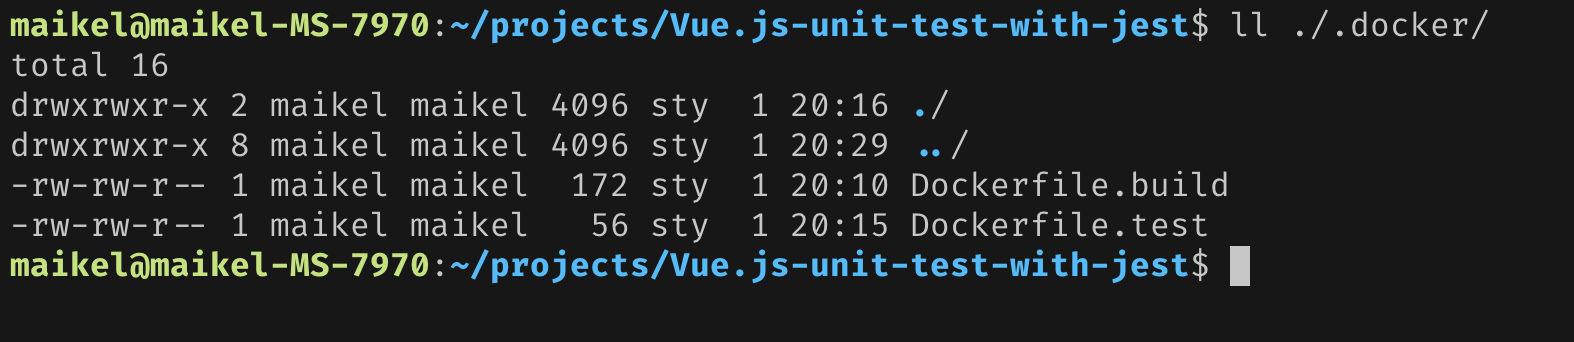 maikel@maikel-MS-7970:~/projects/Vue.js-unit-test-with-jest$ ll ./.docker/
total 16
drwxrwxr-x 2 maikel maikel 4096 sty  1 20:16 ./
drwxrwxr-x 8 maikel maikel 4096 sty  1 20:29 ../
-rw-rw-r-- 1 maikel maikel  172 sty  1 20:10 Dockerfile.build
-rw-rw-r-- 1 maikel maikel   56 sty  1 20:15 Dockerfile.test
maikel@maikel-MS-7970:~/projects/Vue.js-unit-test-with-jest$